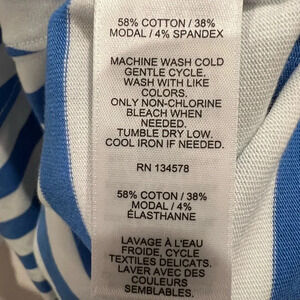 58% COTTON / 38%
MODAL / 4% SPANDEX
MACHINE WASH COLD
GENTLE CYCLE.
WASH WITH LIKE
COLORS.
ONLY NON-CHLORINE
BLEACH WHEN
NEEDED.
TUMBLE DRY LOW.
COOL IRON IF NEEDED.
RN 134578
58% COTON / 38%
MODAL / 4%
ÉLASTHANNE
LAVAGE À L'EAU
FROIDE, CYCLE
TEXTILES DELICATS.
LAVER AVEC DES
COULEURS
SEMBLABLES.